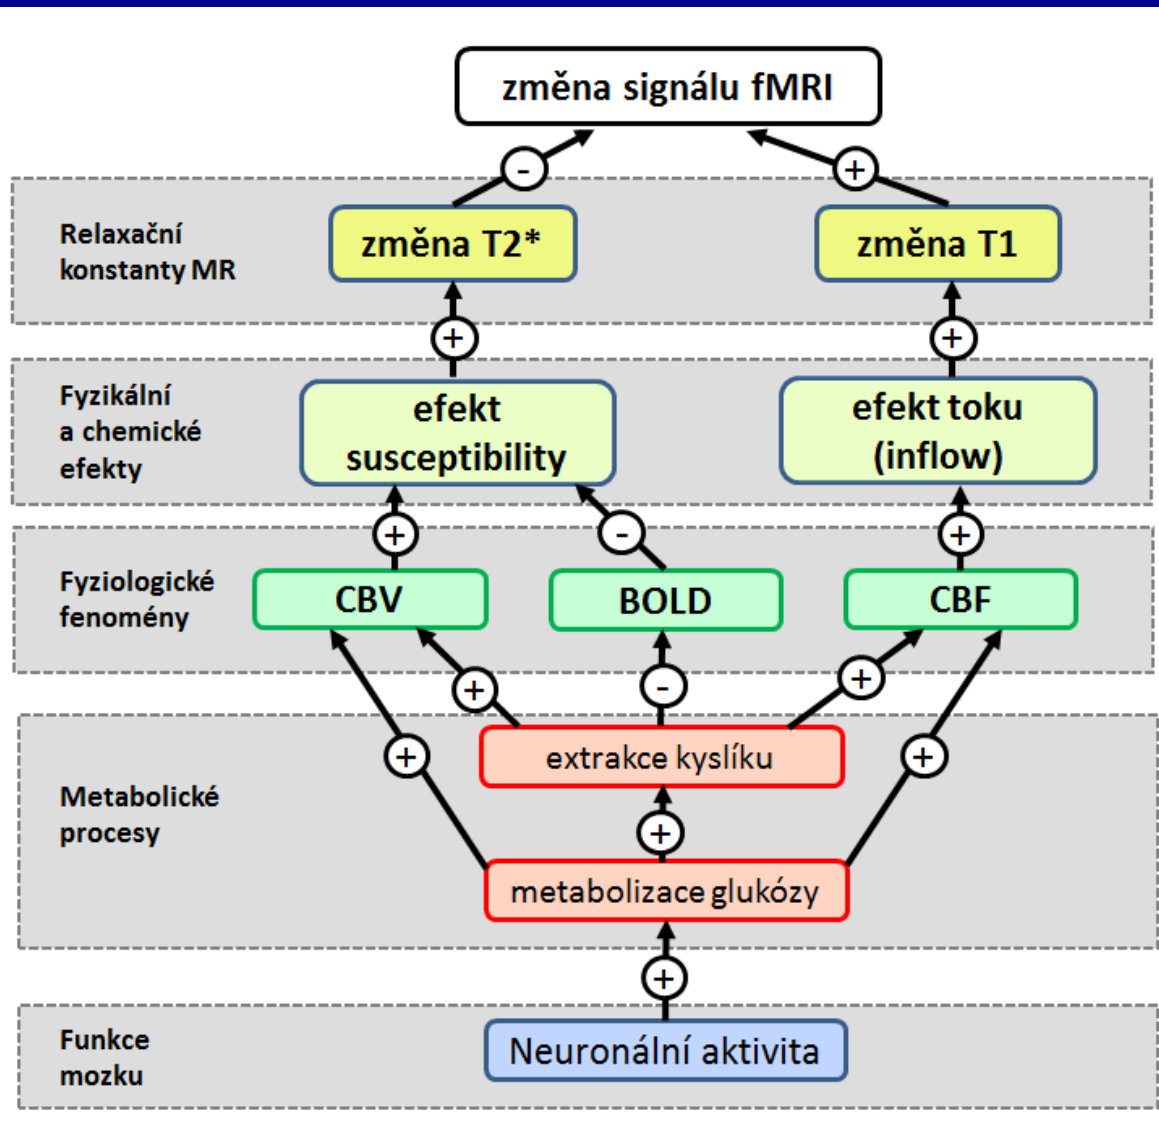 změna signálu fMRI
-
+
Relaxační
konstanty MR
změna T2*
změna T1
+
+
Fyzikální
a chemické
efekty
efekt
susceptibility
efekt toku
(inflow)
+
-
+
Fyziologické
fenomény
CBV
BOLD
CBF
+
-
+
+
+
Metabolické
procesy
extrakce kyslíku
+
metabolizace glukózy
+
Funkce
mozku
Neuronální aktivita